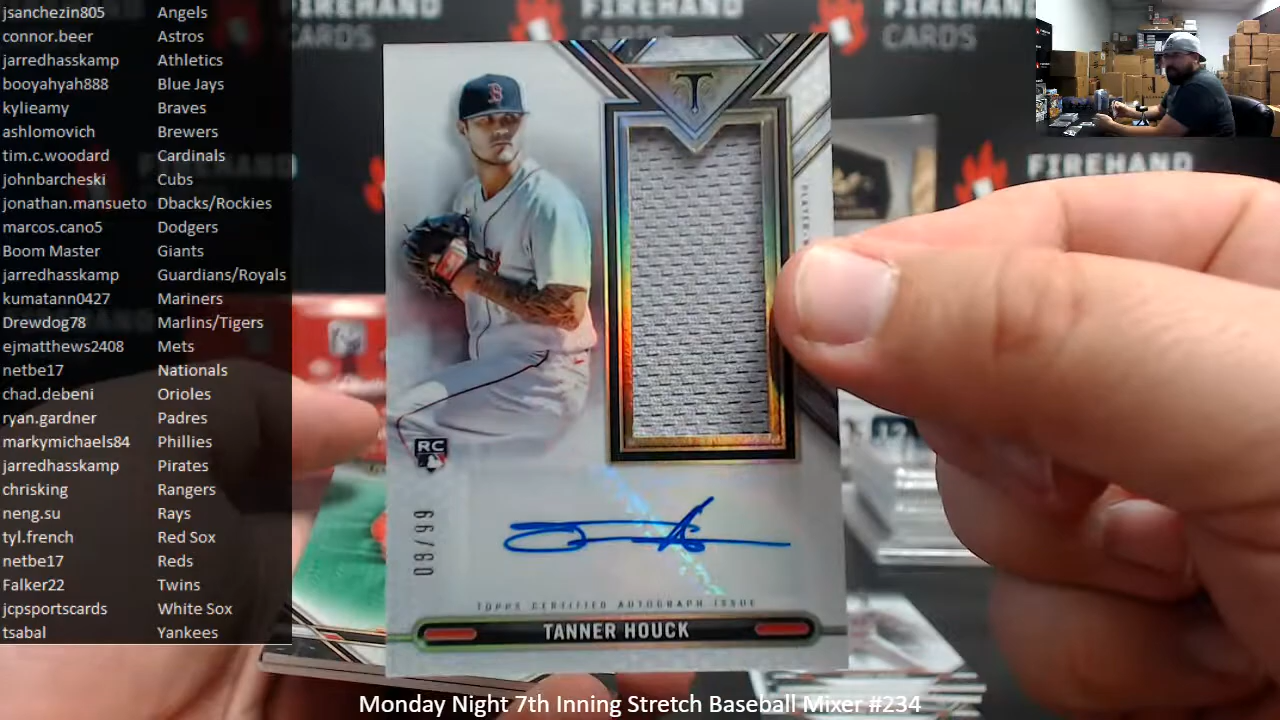 jsanchezin805 Angels
connor.beer Astros
jarredhasskamp Athletics
booyahyah888 Blue Jays
kylieamy Braves
ashlomovich Brewers
tim.c.woodard Cardinals
johnbarcheski Cubs
jonathan.mansueto Dbacks/Rockies
marcos.cano5 Dodgers
Boom Master Giants
jarredhasskamp Guardians/Royals
kumatann0427 Mariners
Drewdog78 Marlins/Tigers
ejmatthews2408 Mets
netbe17 Nationals
chad.debeni Orioles
ryan.gardner Padres
markymichaels84 Phillies
jarredhasskamp Pirates
chrisking Rangers
neng.su Rays
tyl.french Red Sox
netbe17 Reds
Falker22 Twins
jcpsportscards White Sox
tsabal Yankees
FIREHAND
CARDS
FIREHAND
CARDS
FIREHAND
T
B
PLAYER
RC
08/99
TOPPS CERTIFIED AUTOGRAPH ISSUE
TANNER HOUCK
Monday Night 7th Inning Stretch Baseball Mixer #234